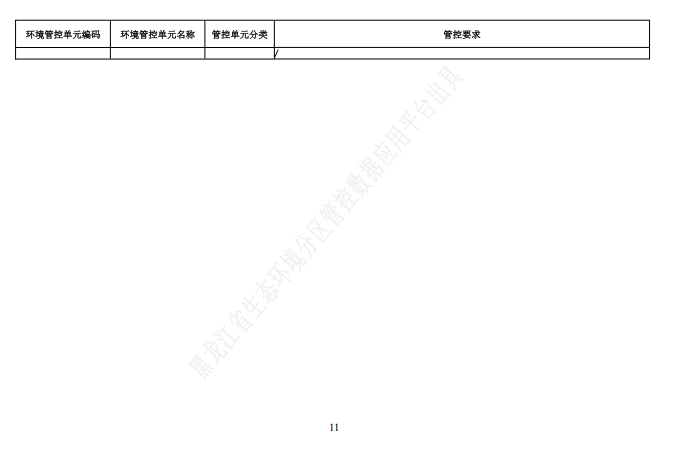 环境管控单元编码 环境管控单元名称 管控单元分类 管控要求
/
黑龙江省生态环境分区管控数据应用平台出具
11